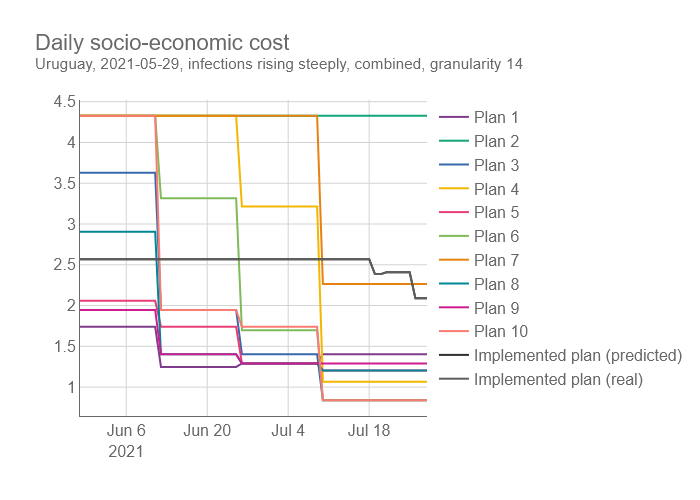 Daily socio-economic cost
Uruguay, 2021-05-29, infections rising steeply, combined, granularity 14
4.5
4
3.5
3
2.5
2
1.5
1
Jun 6
2021
Jun 20
Jul 4
Jul 18
Plan 1
Plan 2
Plan 3
Plan 4
Plan 5
Plan 6
Plan 7
Plan 8
Plan 9
Plan 10
Implemented plan (predicted)
Implemented plan (real)